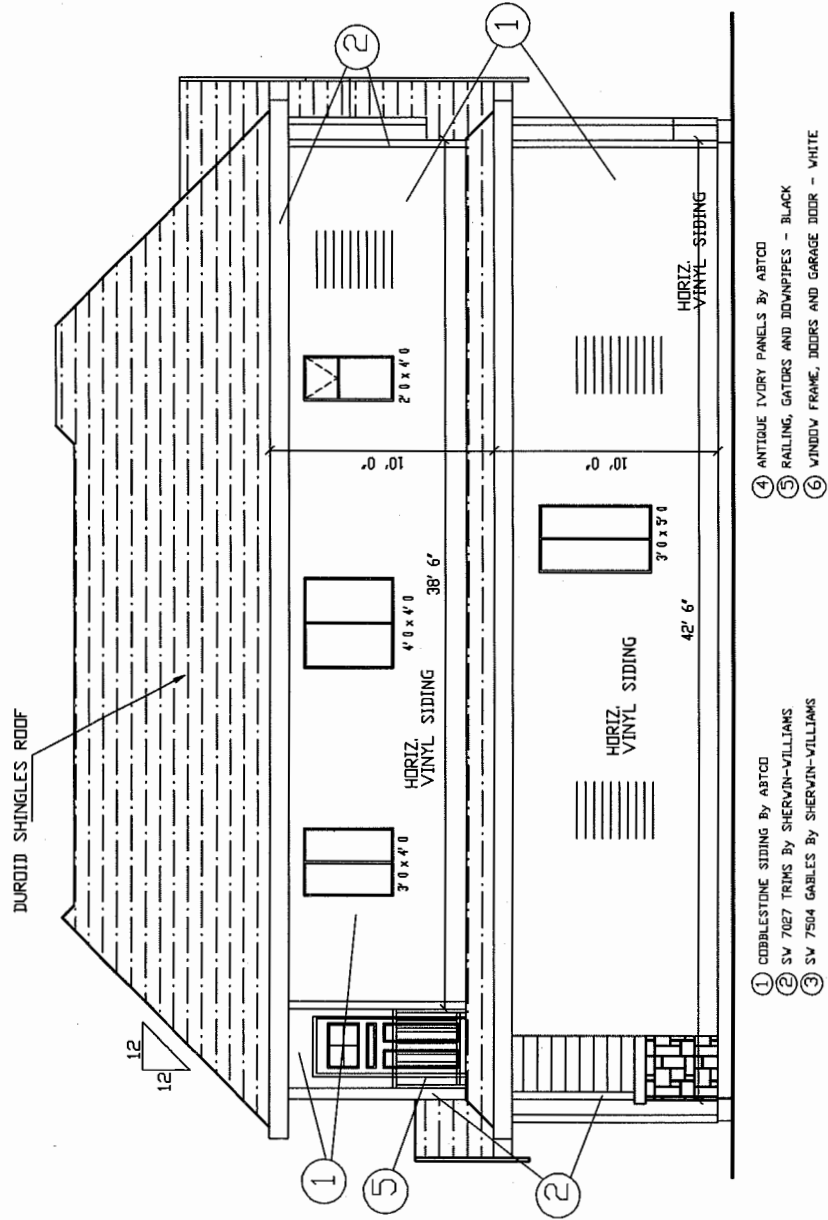 DUROID SHINGLES ROOF
12
12
2
1
1
5
2
1
3' 0 x 4' 0
4' 0 x 4' 0
2' 0 x 4' 0
HORIZ.
VINYL SIDING
38' 6"
10' 0"
10' 0"
3' 0 x 5' 0
HORIZ.
VINYL SIDING
HORIZ.
VINYL SIDING
42' 6"
1 COBBLESTONE SIDING By ABTCO
2 SW 7027 TRIMS By SHERWIN-WILLIAMS
3 SW 7504 GABLES By SHERWIN-WILLIAMS
4 ANTIQUE IVORY PANELS By ABTCO
5 RAILING, GATORS AND DOWNPIPES - BLACK
6 WINDOW FRAME, DOORS AND GARAGE DOOR - WHITE